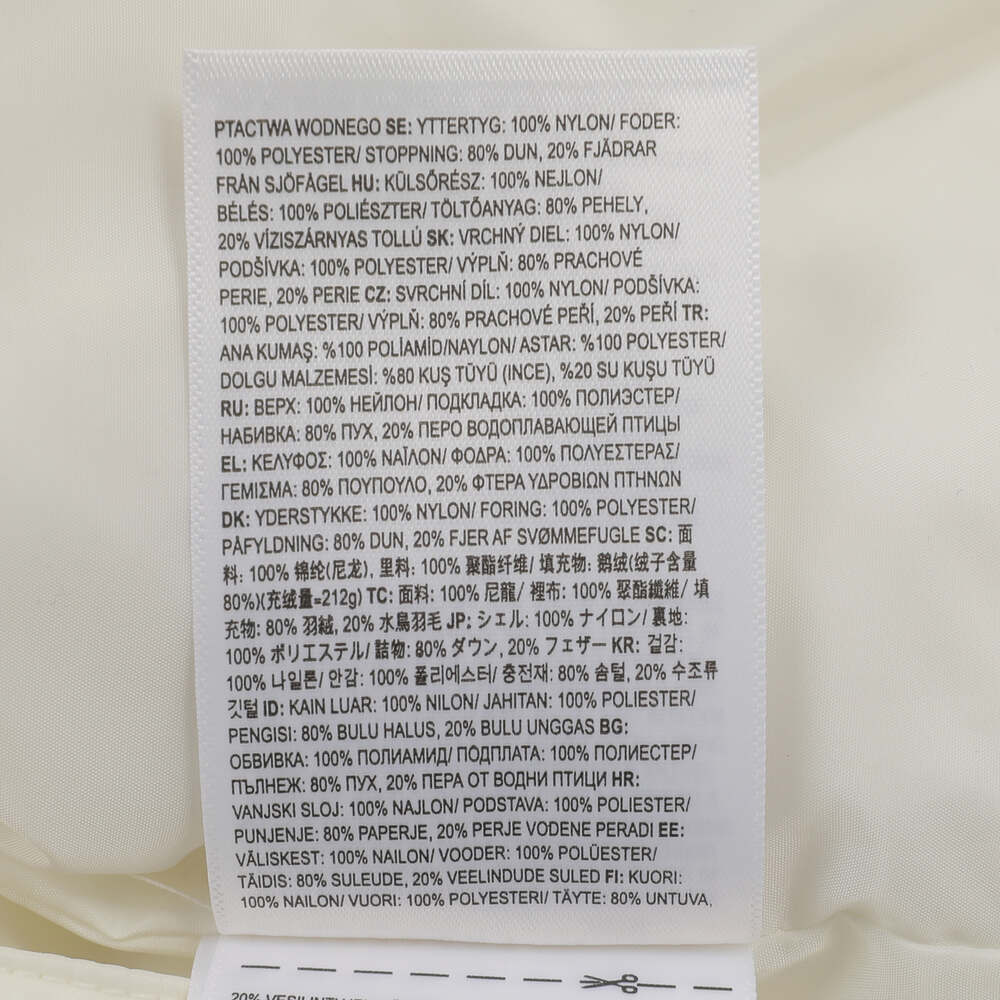 PTACTWA WODNEGO SE: YTTERTYG: 100% NYLON/ FODER:
100% POLYESTER/ STOPPNING: 80% DUN, 20% FJÄDRAR
FRÅN SJÖFÅGEL HU: KÜLSŐRÉSZ: 100% NEJLON/
BÉLÉS: 100% POLIÉSZTER/ TÖLTŐANYAG: 80% PEHELY,
20% VÍZISZÁRNYAS TOLLÚ SK: VRCHNÝ DIEL: 100% NYLON/
PODŠÍVKA: 100% POLYESTER/ VÝPLŇ: 80% PRACHOVÉ
PERIE, 20% PERIE CZ: SVRCHNÍ DÍL: 100% NYLON/ PODŠÍVKA:
100% POLYESTER/ VÝPLŇ: 80% PRACHOVÉ PEŘÍ, 20% PEŘÍ TR:
ANA KUMAŞ: %100 POLİAMİD/NAYLON/ ASTAR: %100 POLYESTER/
DOLGU MALZEMESİ: %80 KUŞ TÜYÜ (INCE), %20 SU KUŞU TÜYÜ
RU: ВЕРХ: 100% НЕЙЛОН/ ПОДКЛАДКА: 100% ПОЛИЭСТЕР/
НАБИВКА: 80% ПУХ, 20% ПЕРО ВОДОПЛАВАЮЩЕЙ ПТИЦЫ
EL: ΚΕΛΥΦΟΣ: 100% ΝΑΪΛΟΝ/ ΦΟΔΡΑ: 100% ΠΟΛΥΕΣΤΕΡΑΣ/
ΓΕΜΙΣΜΑ: 80% ΠΟΥΠΟΥΛΟ, 20% ΦΤΕΡΑ ΥΔΡΟΒΙΩΝ ΠΤΗΝΩΝ
DK: YDERSTYKKE: 100% NYLON/ FORING: 100% POLYESTER/
PÅFYLDNING: 80% DUN, 20% FJER AF SVØMMEFUGLE SC: 面
料: 100% 锦纶(尼龙), 里料: 100% 聚酯纤维/ 填充物: 鹅绒(绒子含量
80%)(充绒量=212g) TC: 面料: 100% 尼龍/ 裡布: 100% 聚酯纖維/ 填
充物: 80% 羽絨, 20% 水鳥羽毛 JP: シェル: 100% ナイロン/ 裏地:
100% ポリエステル/ 詰物: 80% ダウン, 20% フェザー KR: 겉감:
100% 나일론/ 안감: 100% 폴리에스터/ 충전재: 80% 솜털, 20% 수조류
깃털 ID: KAIN LUAR: 100% NILON/ JAHITAN: 100% POLIESTER/
PENGISI: 80% BULU HALUS, 20% BULU UNGGAS BG:
ОБВИВКА: 100% ПОЛИАМИД/ ПОДПЛАТА: 100% ПОЛИЕСТЕР/
ПЪЛНЕЖ: 80% ПУХ, 20% ПЕРА ОТ ВОДНИ ПТИЦИ HR:
VANJSKI SLOJ: 100% NAJLON/ PODSTAVA: 100% POLIESTER/
PUNJENJE: 80% PAPERJE, 20% PERJE VODENE PERADI EE:
VÄLISKEST: 100% NAILON/ VOODER: 100% POLÜESTER/
TÄIDIS: 80% SULEUDE, 20% VEELINDUDE SULED FI: KUORI:
100% NAILON/ VUORI: 100% POLYESTERI/ TÄYTE: 80% UNTUVA,
20%